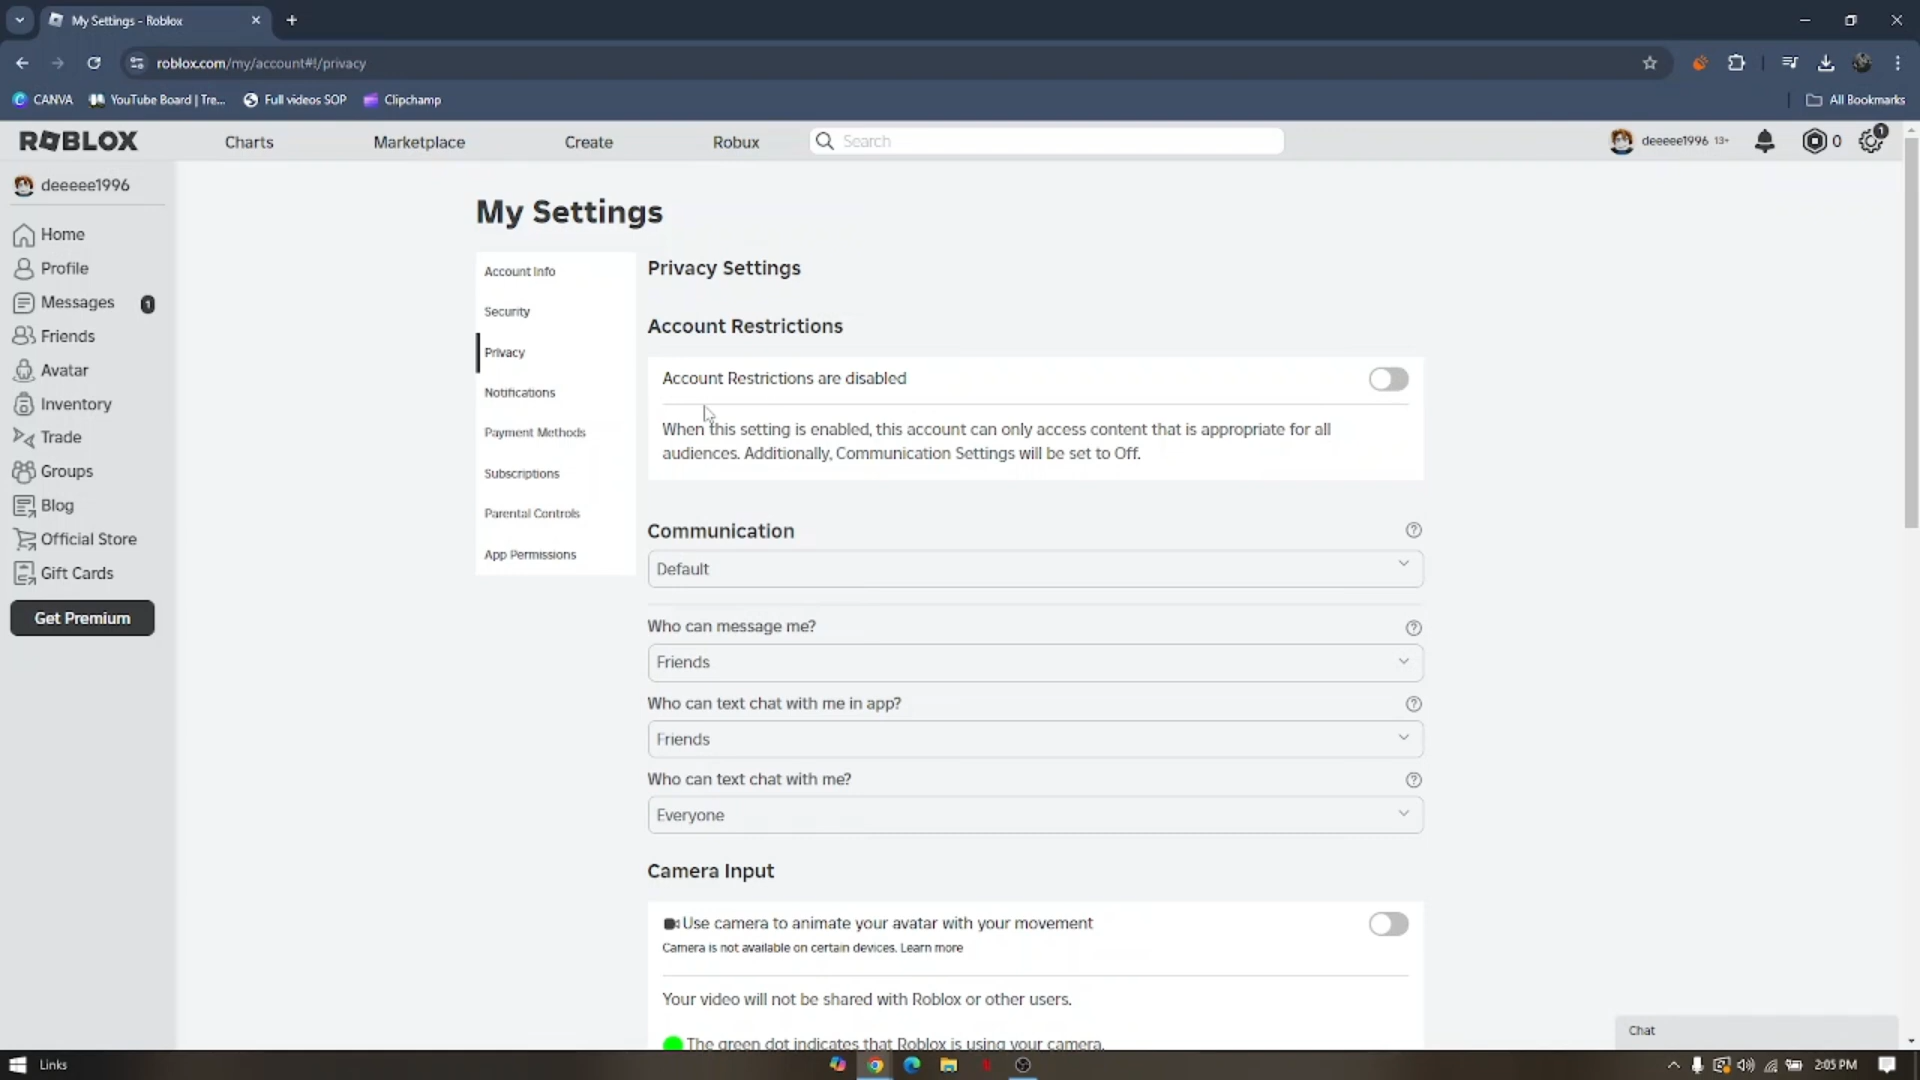 My Settings - Roblox
roblox.com/my/account#!/privacy
CANVA
YouTube Board | Tre...
Full videos SOP
Clipchamp
All Bookmarks
ROBLOX
Charts
Marketplace
Create
Robux
Search
deeeee1996 13+
0
1
deeeee1996
Home
Profile
Messages 1
Friends
Avatar
Inventory
Trade
Groups
Blog
Official Store
Gift Cards
Get Premium
My Settings
Account Info
Security
Privacy
Notifications
Payment Methods
Subscriptions
Parental Controls
App Permissions
Privacy Settings
Account Restrictions
Account Restrictions are disabled
When this setting is enabled, this account can only access content that is appropriate for all
audiences. Additionally, Communication Settings will be set to Off.
Communication
Default
Who can message me?
Friends
Who can text chat with me in app?
Friends
Who can text chat with me?
Everyone
Camera Input
Use camera to animate your avatar with your movement
Camera is not available on certain devices. Learn more
Your video will not be shared with Roblox or other users.
The green dot indicates that Roblox is using your camera.
Chat
Links
2:05 PM